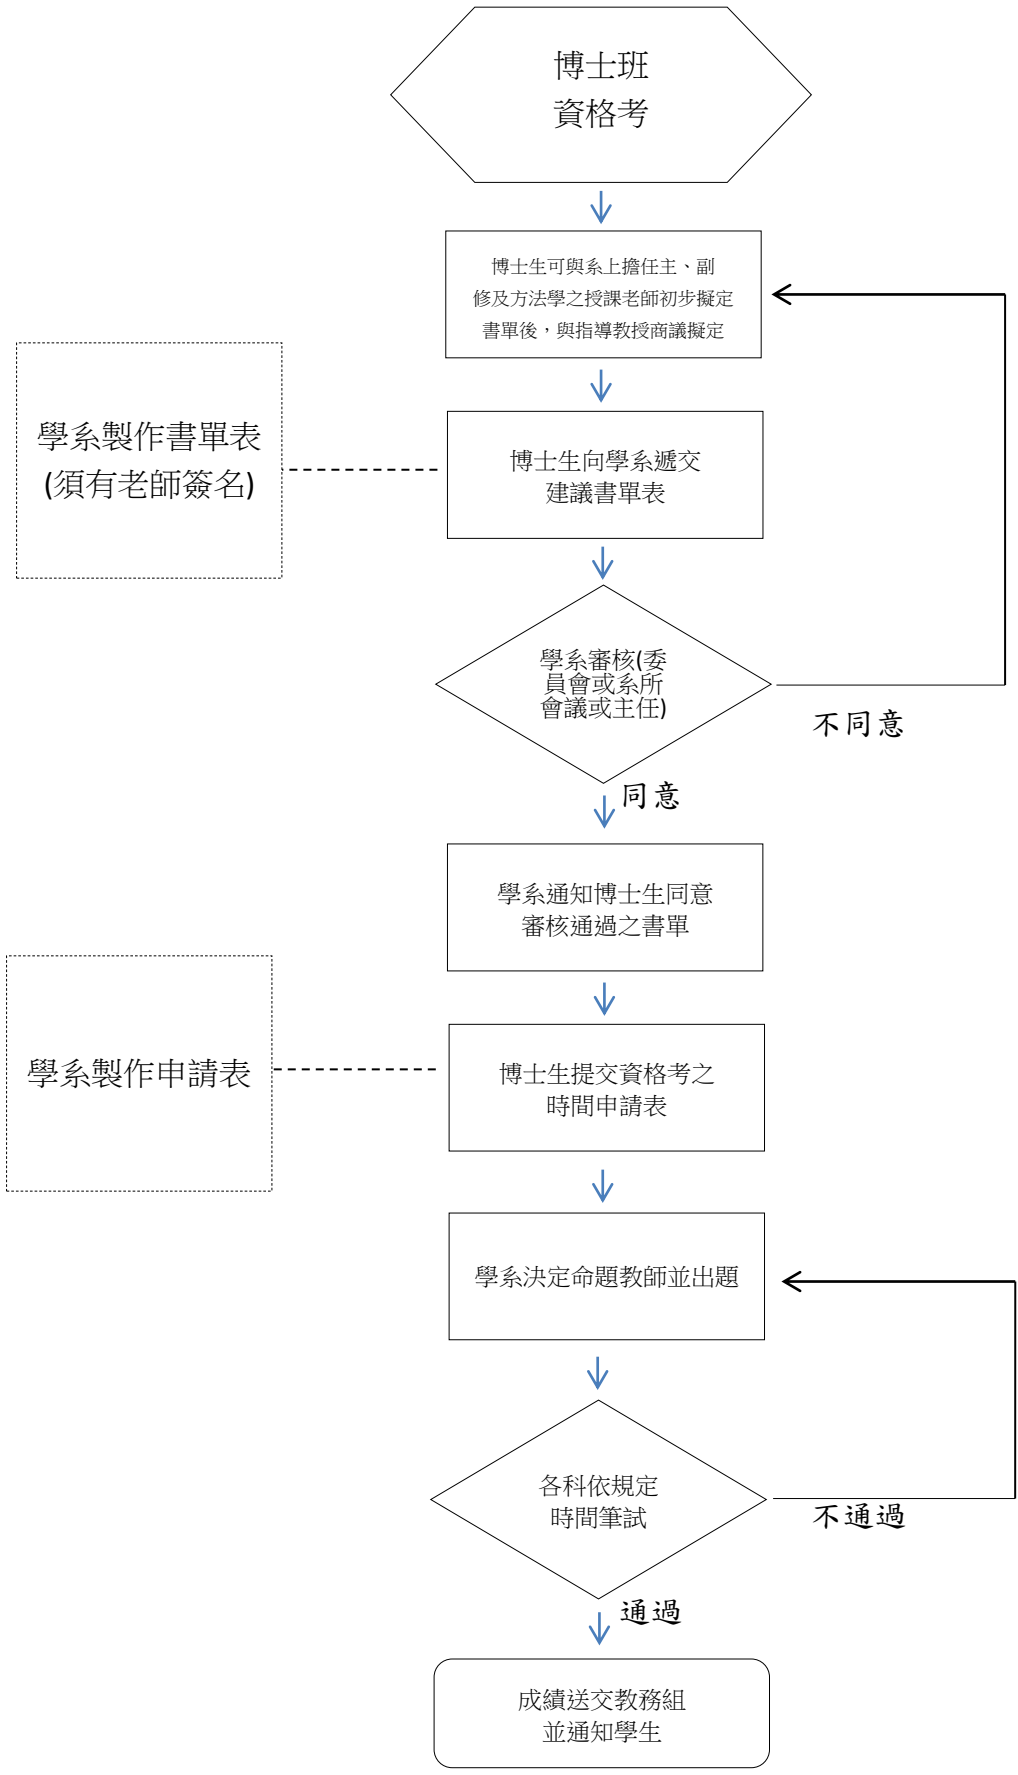 博士班
資格考
博士生可與系上擔任主、副
修及方法學之授課老師初步擬定
書單後，與指導教授商議擬定
學系製作書單表
(須有老師簽名)
博士生向學系遞交
建議書單表
學系審核(委
員會或系所
會議或主任)
不同意
同意
學系通知博士生同意
審核通過之書單
學系製作申請表
博士生提交資格考之
時間申請表
學系決定命題教師並出題
各科依規定
時間筆試
不通過
通過
成績送交教務組
並通知學生